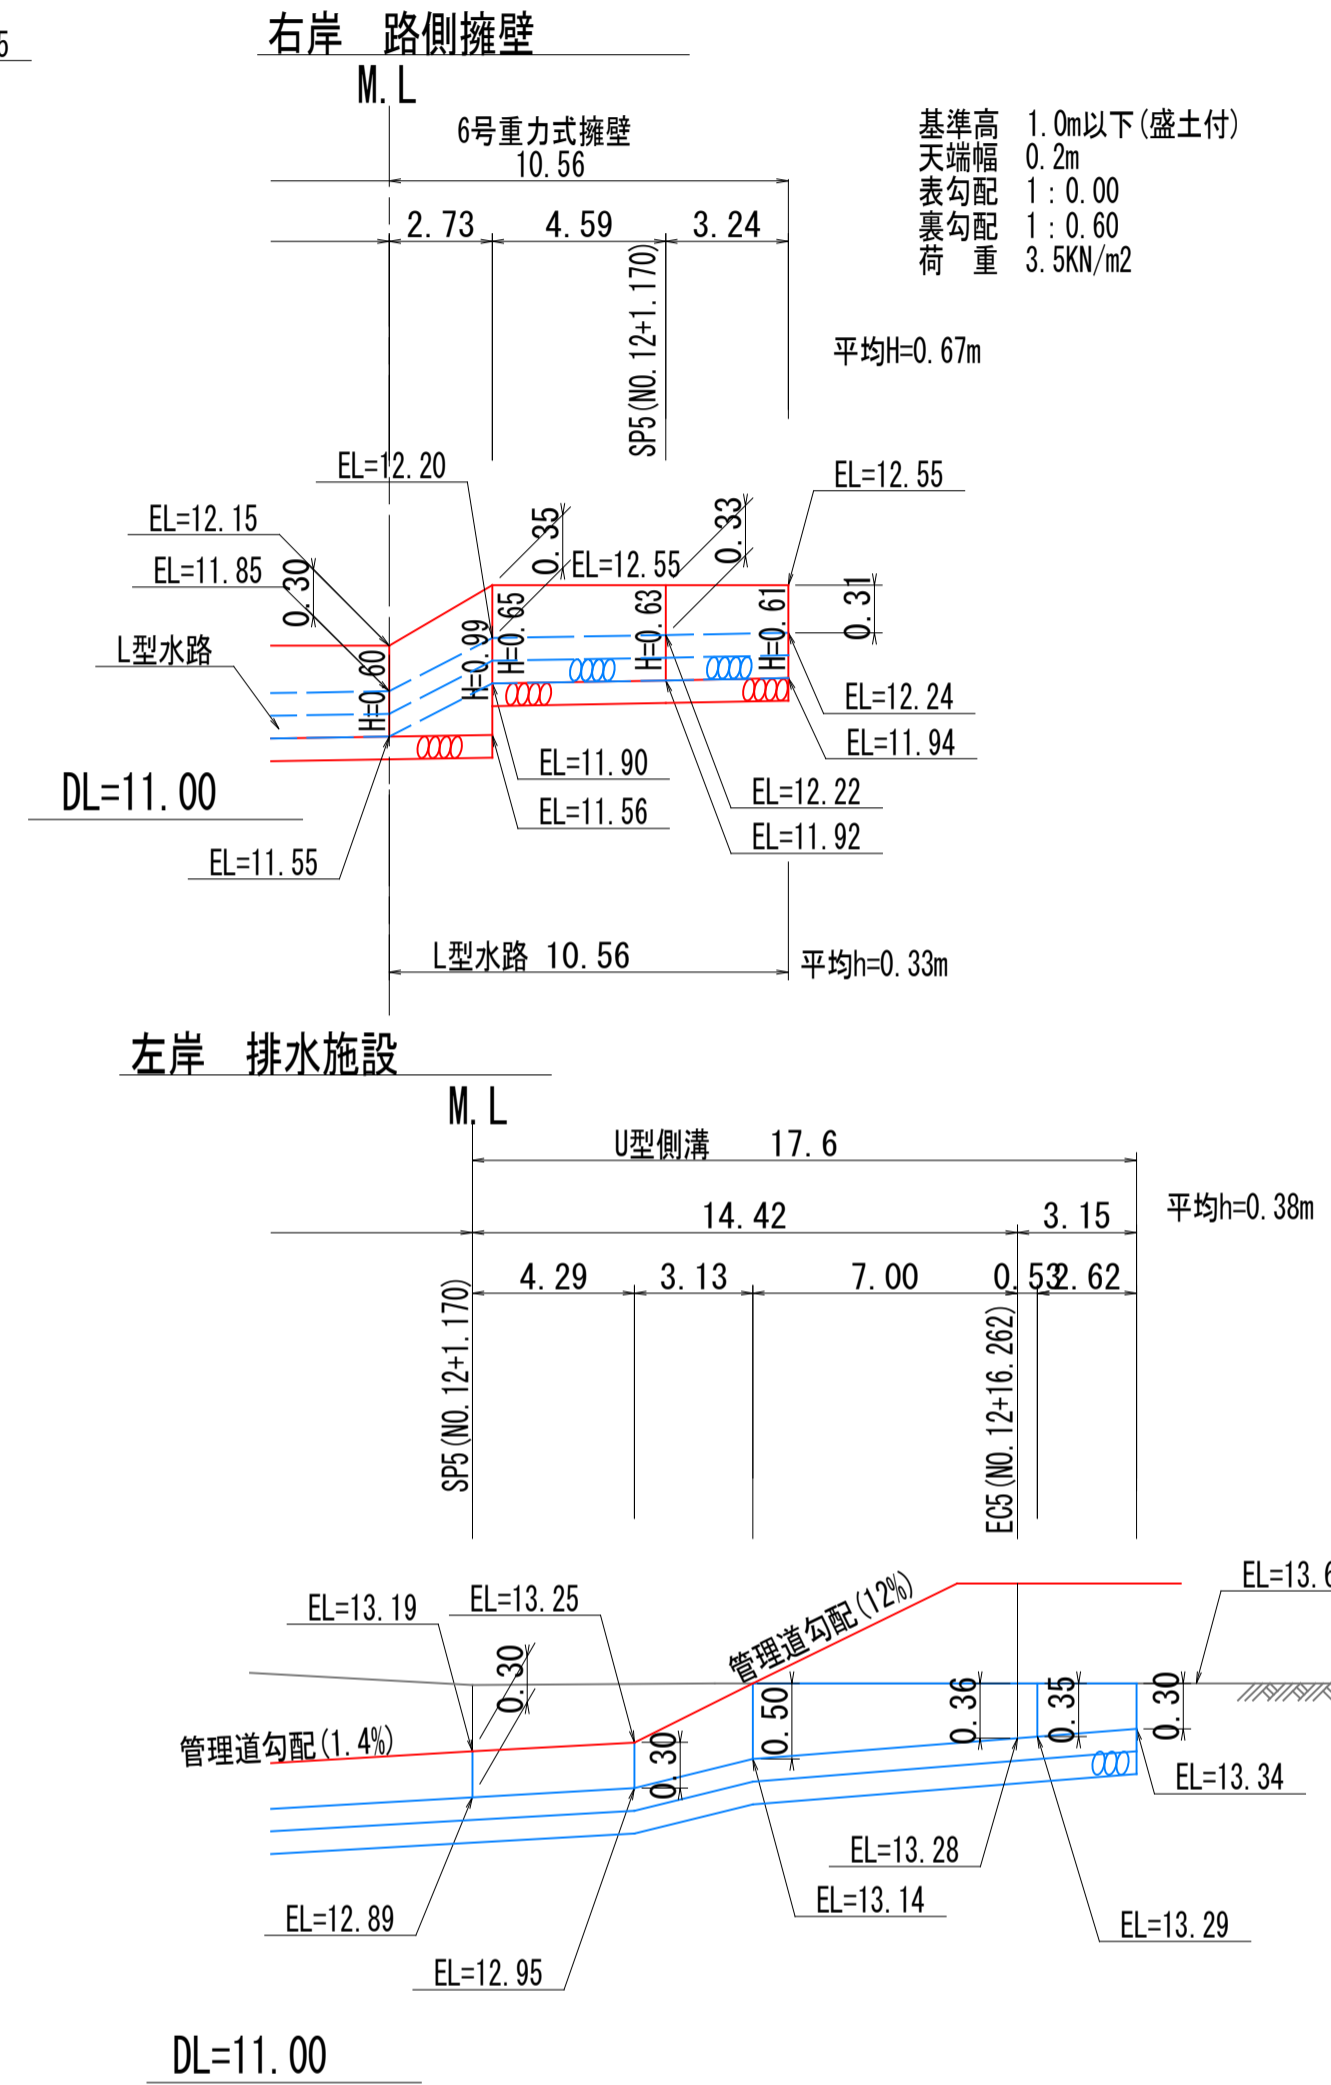 5
右岸　路側擁壁
M.L
6号重力式擁壁
10.56
基準高　1.0m以下(盛土付)
天端幅　0.2m
表勾配　1:0.00
裏勾配　1:0.60
荷　重　3.5KN/m2
2.73
4.59
3.24
SP5(NO.12+1.170)
平均H=0.67m
EL=12.20
EL=12.55
EL=12.15
0.35
0.33
EL=11.85
0.30
EL=12.55
0.31
L型水路
H=0.60
H=0.99
H=0.65
H=0.63
H=0.61
EL=12.24
EL=11.94
EL=11.90
DL=11.00
EL=12.22
EL=11.56
EL=11.92
EL=11.55
L型水路 10.56
平均h=0.33m
左岸　排水施設
M.L
U型側溝　17.6
14.42
3.15
平均h=0.38m
4.29
3.13
7.00
0.53
2.62
SP5(NO.12+1.170)
EC5(NO.12+16.262)
EL=13.6
EL=13.19
EL=13.25
管理道勾配(12%)
0.30
管理道勾配(1.4%)
0.30
0.50
0.36
0.35
0.30
EL=13.34
EL=13.28
EL=13.14
EL=12.89
EL=13.29
EL=12.95
DL=11.00